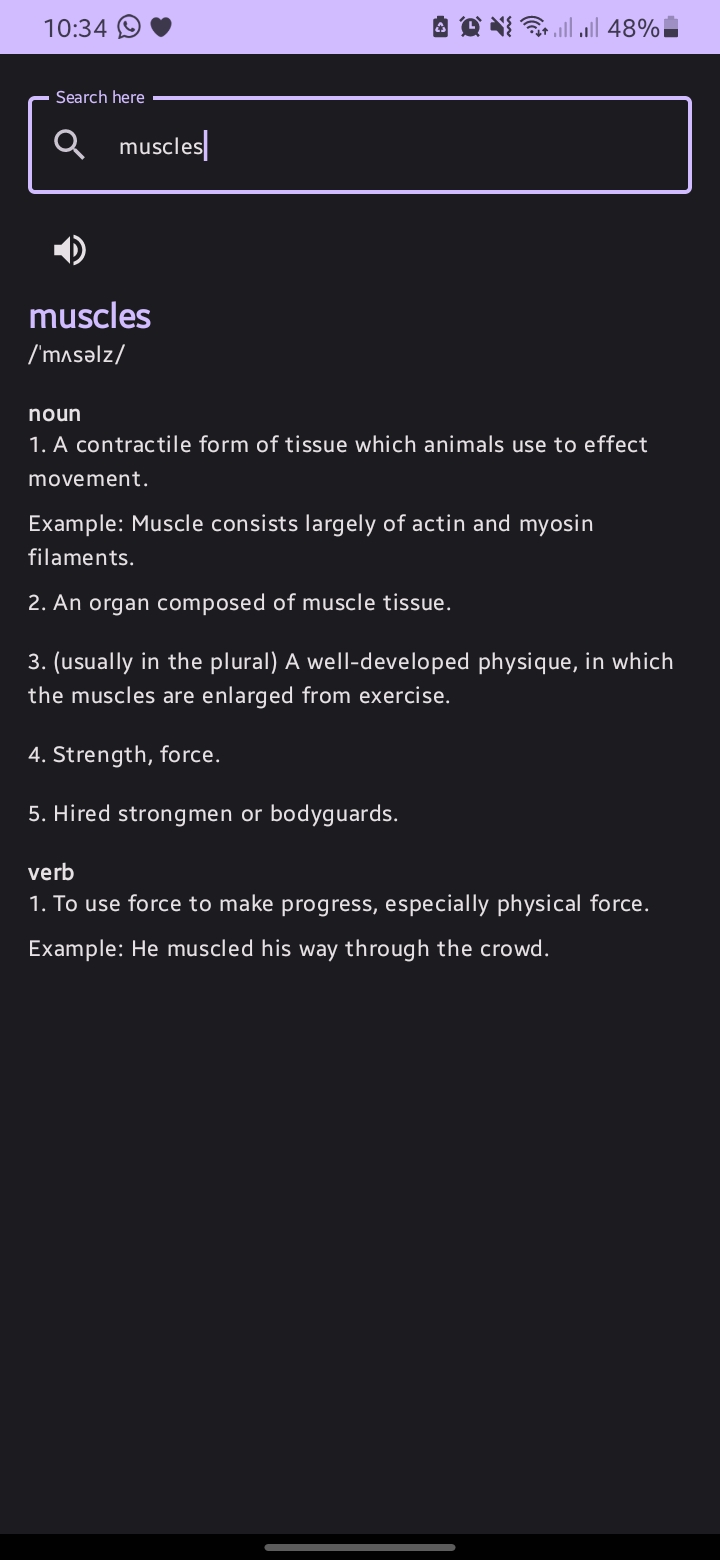 10:34 48%
Search here
muscles
muscles
/ˈmʌsəlz/
noun
1. A contractile form of tissue which animals use to effect
movement.
Example: Muscle consists largely of actin and myosin
filaments.
2. An organ composed of muscle tissue.
3. (usually in the plural) A well-developed physique, in which
the muscles are enlarged from exercise.
4. Strength, force.
5. Hired strongmen or bodyguards.
verb
1. To use force to make progress, especially physical force.
Example: He muscled his way through the crowd.